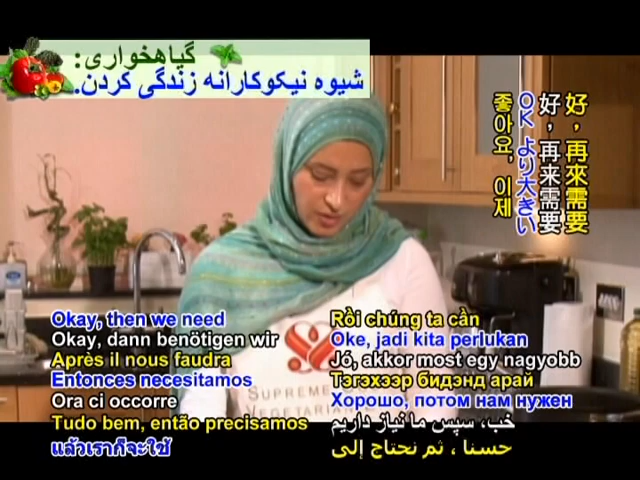 گیاهخواری:
شیوه نیکوکارانه زندگی کردن.
好，再來需要
好，再来需要
OK より大きい
좋아요, 이제
Okay, then we need
Okay, dann benötigen wir
Après il nous faudra
Entonces necesitamos
Ora ci occorre
Tudo bem, então precisamos
แล้วเราก็จะใช้
Rồi chúng ta cần
Oke, jadi kita perlukan
Jó, akkor most egy nagyobb
Тэгэхээр бидэнд арай
Хорошо, потом нам нужен
خب، سپس ما نیاز داریم
حسنا ، ثم نحتاج إلى
SUPREME
VEGETARIAN